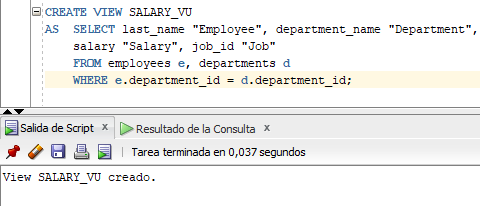 CREATE VIEW SALARY_VU
AS  SELECT last_name "Employee", department_name "Department",
salary "Salary", job_id "Job"
FROM employees e, departments d
WHERE e.department_id = d.department_id;
Salida de Script x Resultado de la Consulta x
Tarea terminada en 0,037 segundos
View SALARY_VU creado.